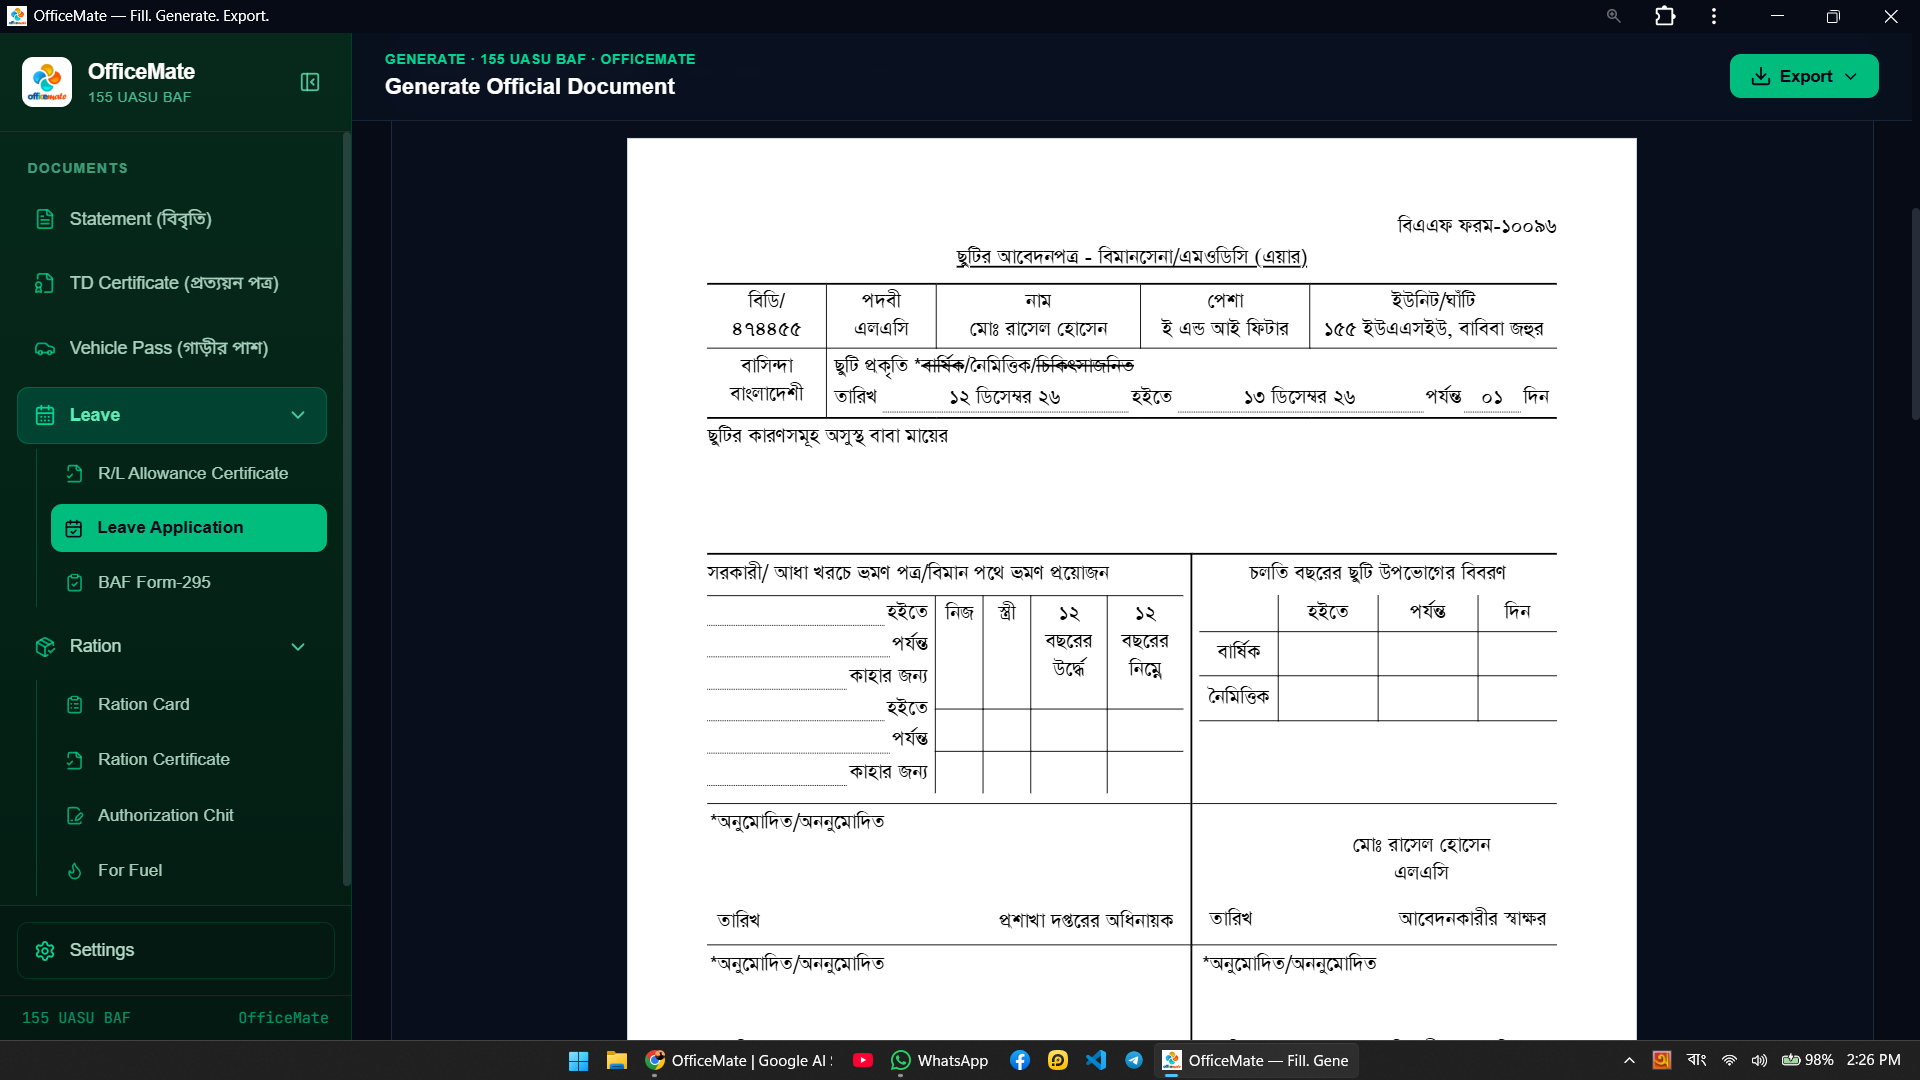 OfficeMate — Fill. Generate. Export.
OfficeMate
155 UASU BAF
DOCUMENTS
Statement (বিবৃতি)
TD Certificate (প্রত্যয়ন পত্র)
Vehicle Pass (গাড়ীর পাশ)
Leave
R/L Allowance Certificate
Leave Application
BAF Form-295
Ration
Ration Card
Ration Certificate
Authorization Chit
For Fuel
Settings
155 UASU BAF OfficeMate
GENERATE · 155 UASU BAF · OFFICEMATE
Generate Official Document
Export
বিএএফ ফরম-১০০৯৬
ছুটির আবেদনপত্র - বিমানসেনা/এমওডিসি (এয়ার)
বিডি/ পদবী নাম পেশা ইউনিট/ঘাঁটি
৪৭৪৪৫৫ এলএসি মোঃ রাসেল হোসেন ই এন্ড আই ফিটার ১৫৫ ইউএএসইউ, বাবিবা জহুর
বাসিন্দা ছুটি প্রকৃতি *বার্ষিক/নৈমিত্তিক/চিকিৎসাজনিত
বাংলাদেশী তারিখ ১২ ডিসেম্বর ২৬ হইতে ১৩ ডিসেম্বর ২৬ পর্যন্ত ০১ দিন
ছুটির কারণসমূহ অসুস্থ বাবা মায়ের
সরকারী/ আধা খরচে ভ্রমণ পত্র/বিমান পথে ভ্রমণ প্রয়োজন
হইতে নিজ স্ত্রী ১২ ১২
পর্যন্ত বছরের বছরের
কাহার জন্য উর্দ্ধে নিম্নে
হইতে
পর্যন্ত
কাহার জন্য
চলতি বছরের ছুটি উপভোগের বিবরণ
হইতে পর্যন্ত দিন
বার্ষিক
নৈমিত্তিক
*অনুমোদিত/অননুমোদিত
তারিখ প্রশাখা দপ্তরের অধিনায়ক
মোঃ রাসেল হোসেন
এলএসি
তারিখ আবেদনকারীর স্বাক্ষর
*অনুমোদিত/অননুমোদিত *অনুমোদিত/অননুমোদিত
OfficeMate | Google AI
WhatsApp
OfficeMate — Fill. Gene
বাং
98%
2:26 PM